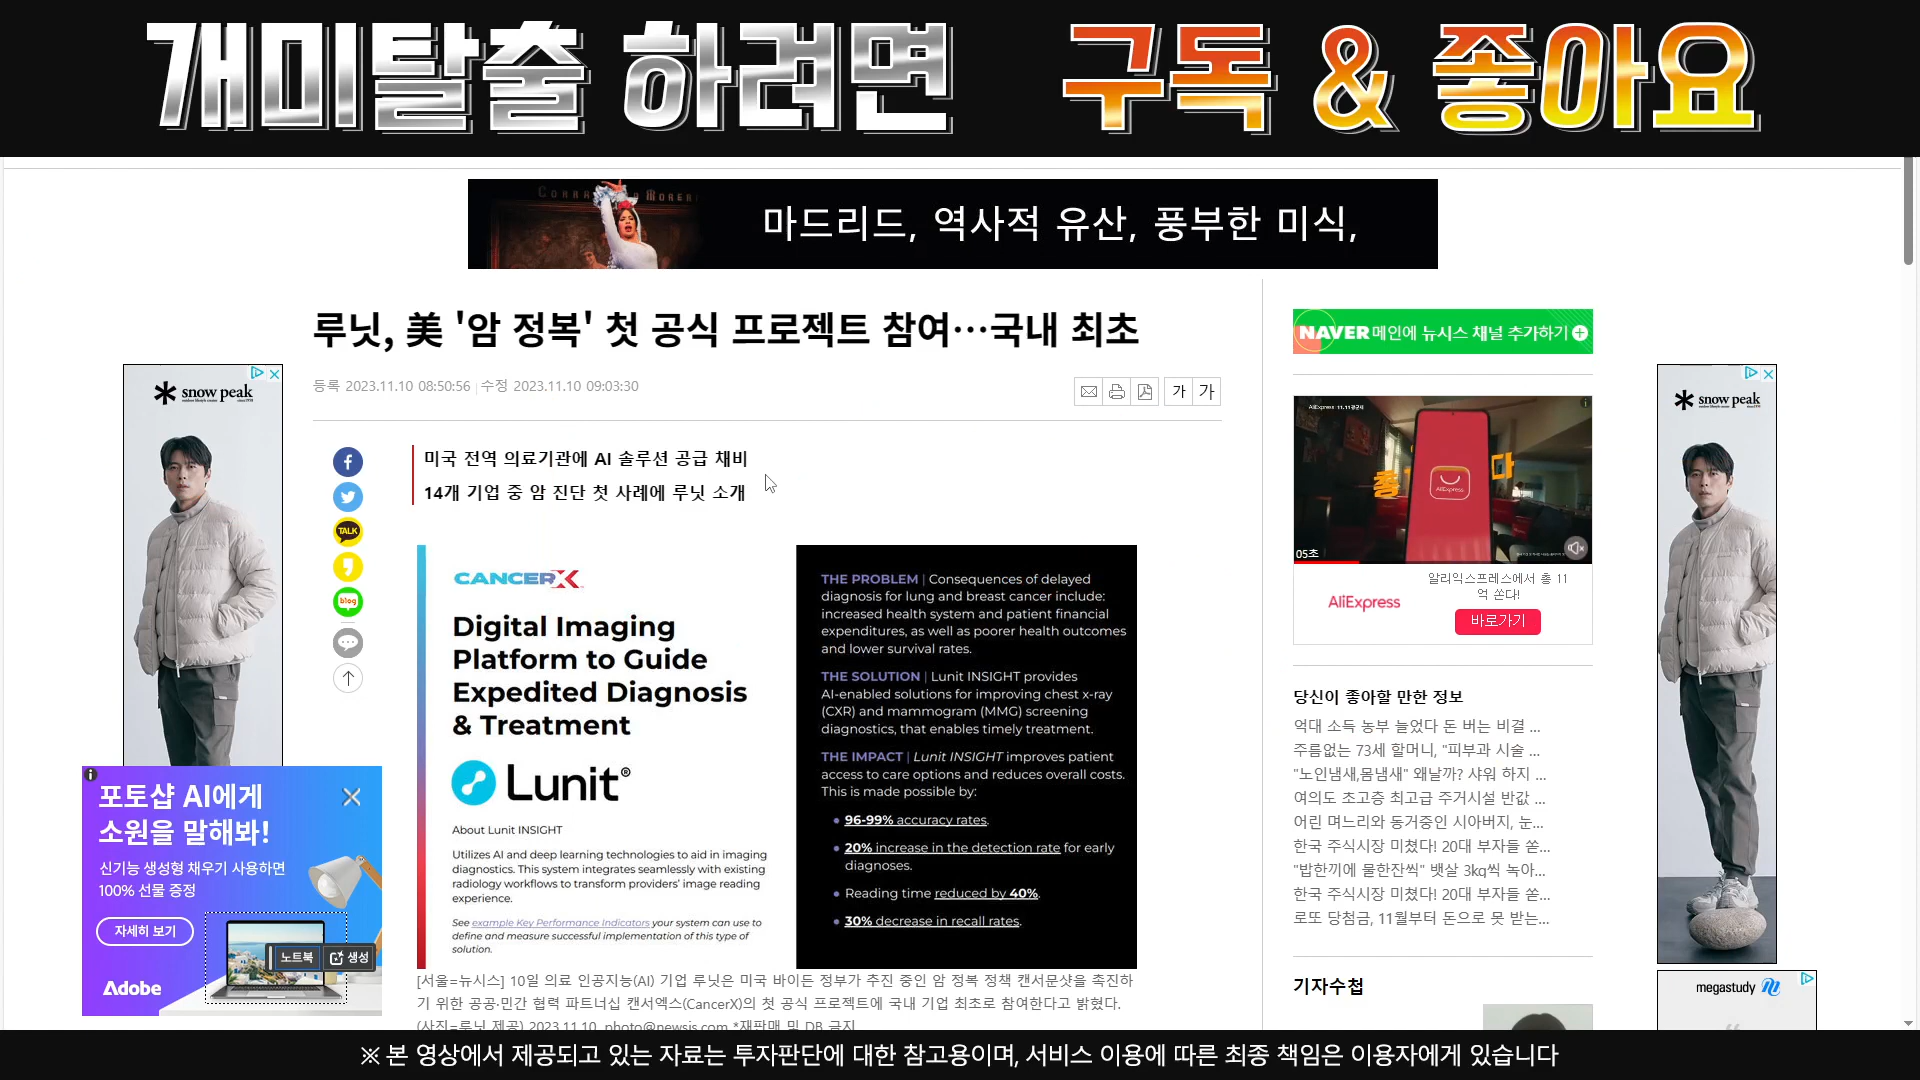 개미탈출 하려면 구독 & 좋아요
마드리드, 역사적 유산, 풍부한 미식,
루닛, 美 '암 정복' 첫 공식 프로젝트 참여…국내 최초
등록 2023.11.10 08:50:56 | 수정 2023.11.10 09:03:30
가 가
미국 전역 의료기관에 AI 솔루션 공급 채비
14개 기업 중 암 진단 첫 사례에 루닛 소개
TALK
blog
CANCERX
Digital Imaging
Platform to Guide
Expedited Diagnosis
& Treatment
Lunit®
About Lunit INSIGHT
Utilizes AI and deep learning technologies to aid in imaging
diagnostics. This system integrates seamlessly with existing
radiology workflows to transform providers' image reading
experience.
See example Key Performance Indicators your system can use to
define and measure successful implementation of this type of
solution.
THE PROBLEM | Consequences of delayed
diagnosis for lung and breast cancer include:
increased health system and patient financial
expenditures, as well as poorer health outcomes
and lower survival rates.
THE SOLUTION | Lunit INSIGHT provides
AI-enabled solutions for improving chest x-ray
(CXR) and mammogram (MMG) screening
diagnostics, that enables timely treatment.
THE IMPACT | Lunit INSIGHT improves patient
access to care options and reduces overall costs.
This is made possible by:
• 96-99% accuracy rates.
• 20% increase in the detection rate for early
diagnoses.
• Reading time reduced by 40%.
• 30% decrease in recall rates.
[서울=뉴시스] 10일 의료 인공지능(AI) 기업 루닛은 미국 바이든 정부가 추진 중인 암 정복 정책 캔서문샷을 촉진하
기 위한 공공·민간 협력 파트너십 캔서엑스(CancerX)의 첫 공식 프로젝트에 국내 기업 최초로 참여한다고 밝혔다.
(사진=루닛 제공) 2023.11.10. photo@newsis.com *재판매 및 DB 금지
snow peak
포토샵 AI에게
소원을 말해봐!
신기능 생성형 채우기 사용하면
100% 선물 증정
자세히 보기
노트북 생성
Adobe
NAVER 메인에 뉴시스 채널 추가하기
AliExpress
05초
알리익스프레스에서 총 11
억 쏜다!
AliExpress
바로가기
당신이 좋아할 만한 정보
억대 소득 농부 늘었다 돈 버는 비결 ...
주름없는 73세 할머니, "피부과 시술 ...
"노인냄새,몸냄새" 왜날까? 샤워 하지 ...
여의도 초고층 최고급 주거시설 반값 ...
어린 며느리와 동거중인 시아버지, 눈...
한국 주식시장 미쳤다! 20대 부자들 쏟...
"밥한끼에 물한잔씩" 뱃살 3kq씩 녹아...
한국 주식시장 미쳤다! 20대 부자들 쏟...
로또 당첨금, 11월부터 돈으로 못 받는...
기자수첩
snow peak
megastudy
※ 본 영상에서 제공되고 있는 자료는 투자판단에 대한 참고용이며, 서비스 이용에 따른 최종 책임은 이용자에게 있습니다